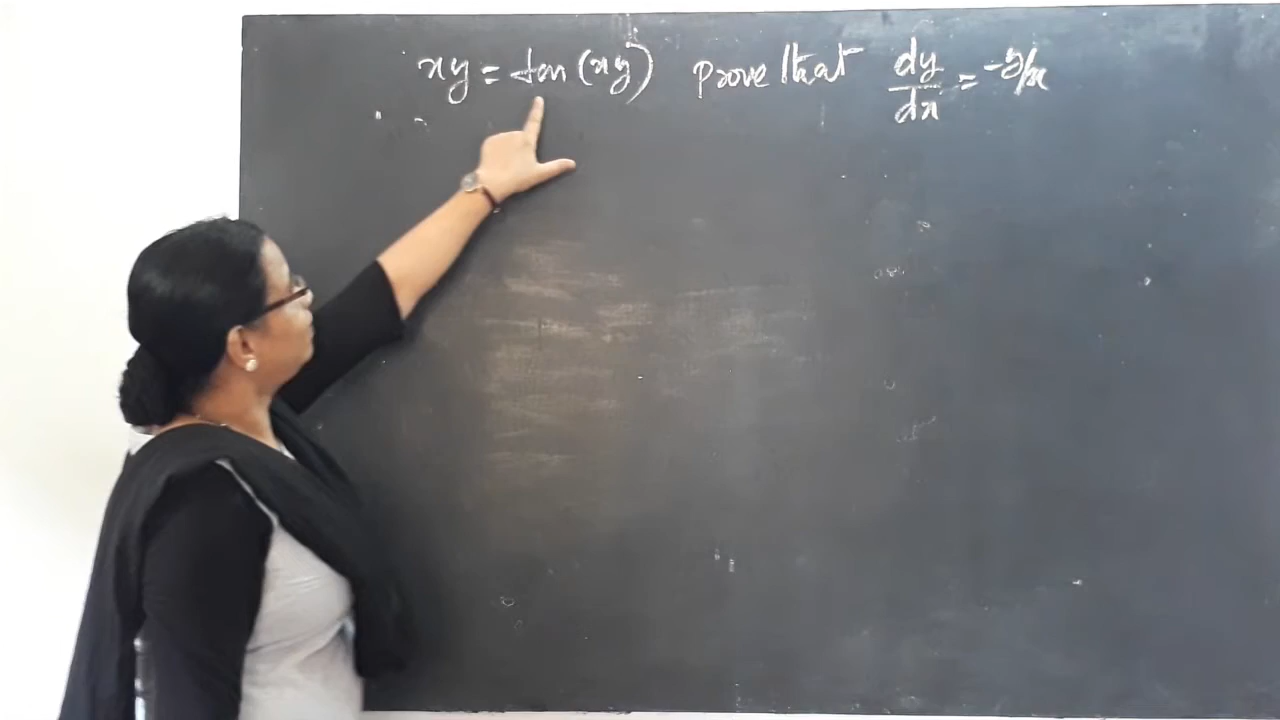 xy = tan (xy) prove that dy/dx = -y/x